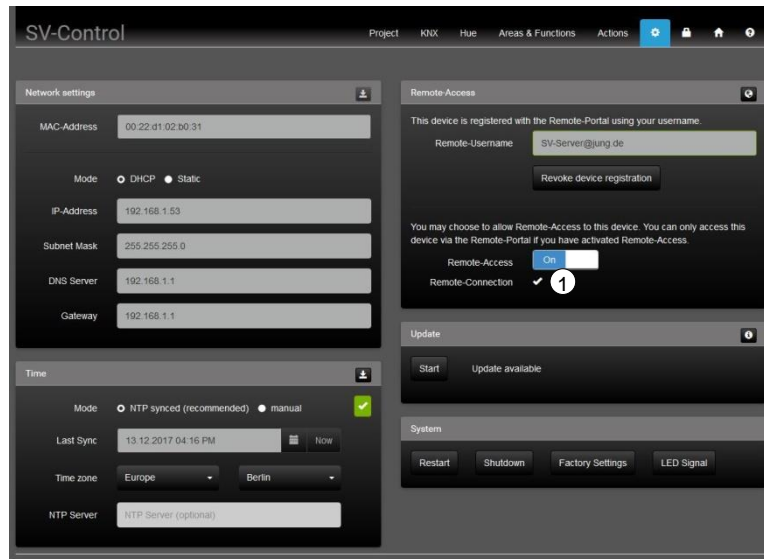 SV-Control
Project KNX Hue Areas & Functions Actions
Network settings
MAC-Address 00:22:d1:02:b0:31
Mode DHCP Static
IP-Address 192.168.1.53
Subnet Mask 255.255.255.0
DNS Server 192.168.1.1
Gateway 192.168.1.1
Time
Mode NTP synced (recommended) manual
Last Sync 13.12.2017 04:16 PM Now
Time zone Europe Berlin
NTP Server NTP Server (optional)
Remote-Access
This device is registered with the Remote-Portal using your username.
Remote-Username SV-Server@jung.de
Revoke device registration
You may choose to allow Remote-Access to this device. You can only access this
device via the Remote-Portal if you have activated Remote-Access.
Remote-Access On
Remote-Connection 1
Update
Start Update available
System
Restart Shutdown Factory Settings LED Signal